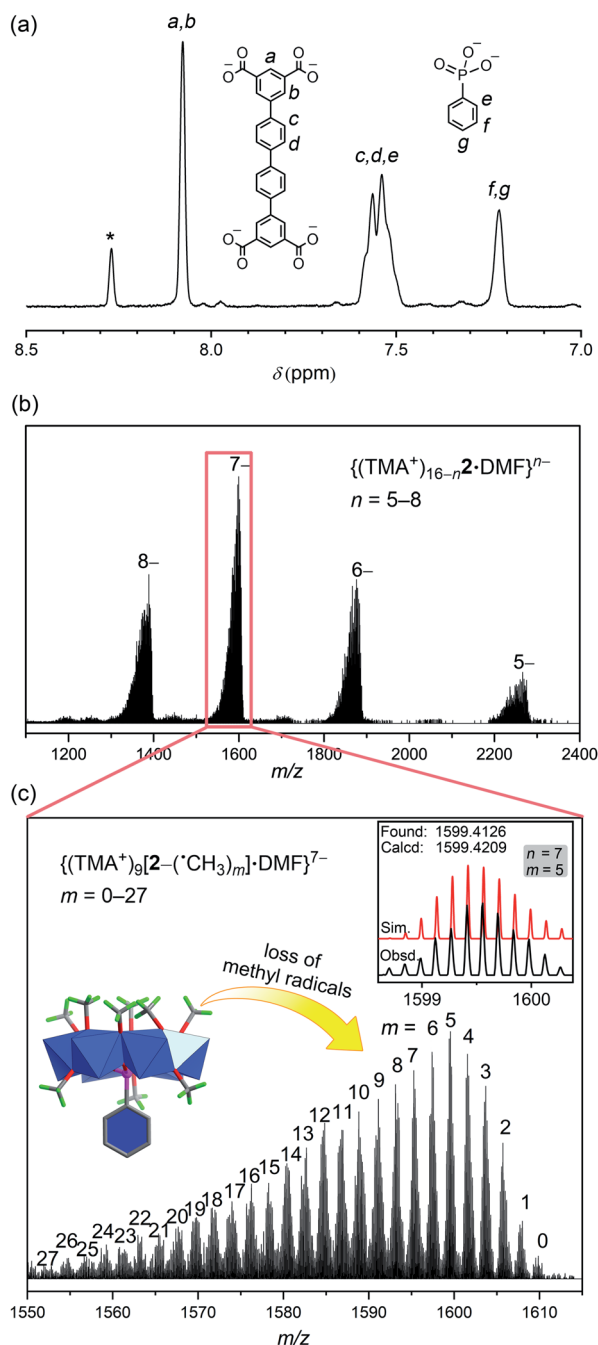 (a)
a,b
a
b
c
d
O
O⁻
⁻O
O
⁻O
O
O
O⁻
O⁻
O
P
O⁻
e
f
g
c,d,e
f,g
*
8.5 8.0 7.5 7.0
δ (ppm)
(b)
7–
{(TMA⁺)₁₆₋ₙ2·DMF}ⁿ⁻
n = 5–8
8–
6–
5–
1200 1400 1600 1800 2000 2200 2400
m/z
(c)
{(TMA⁺)₉[2–(•CH₃)ₘ]·DMF}⁷⁻
m = 0–27
Found: 1599.4126
Calcd: 1599.4209
n = 7
m = 5
Sim.
Obsd.
1599 1600
loss of
methyl radicals
m = 6 5 4 3 2 1 0
27 26 25 24 23 22 21 20 19 18 17 16 15 14 13 12 11 10 9 8 7
1550 1560 1570 1580 1590 1600 1610
m/z